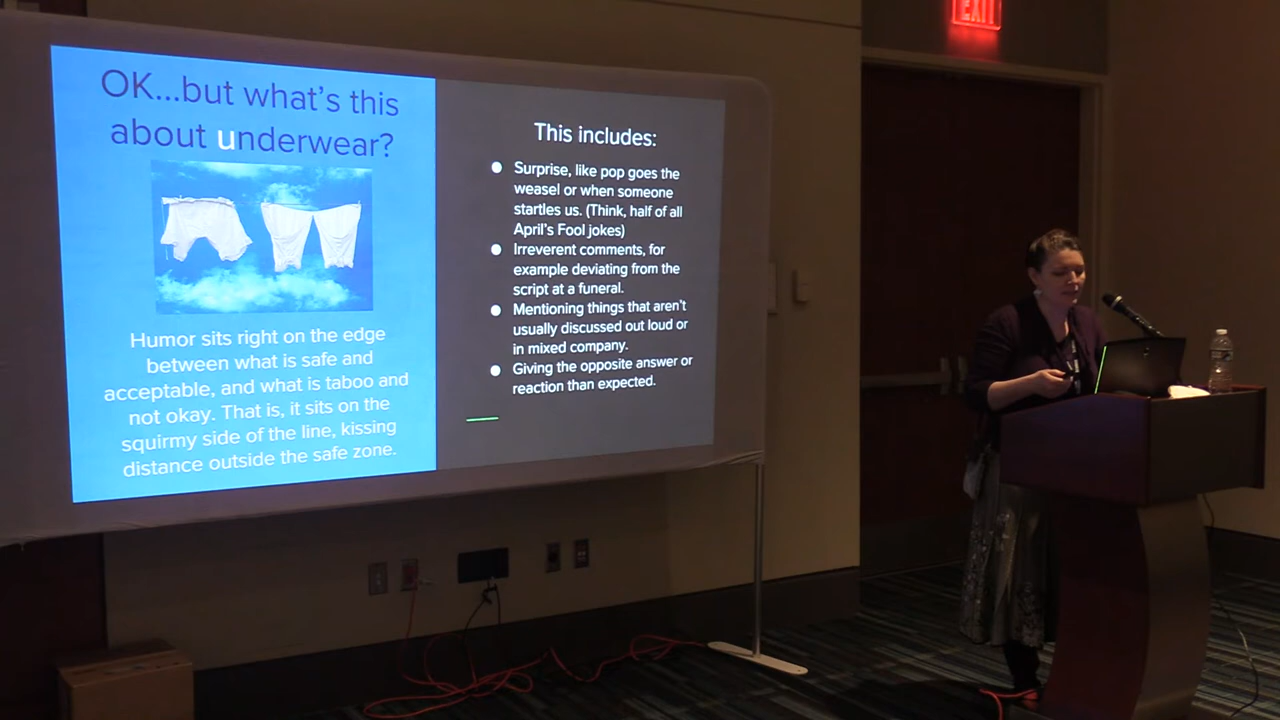 EXIT
OK...but what's this
about underwear?
Humor sits right on the edge
between what is safe and
acceptable, and what is taboo and
not okay. That is, it sits on the
squirmy side of the line, kissing
distance outside the safe zone.
This includes:
Surprise, like pop goes the
weasel or when someone
startles us. (Think, half of all
April's Fool jokes)
Irreverent comments, for
example deviating from the
script at a funeral.
Mentioning things that aren't
usually discussed out loud or
in mixed company.
Giving the opposite answer or
reaction than expected.